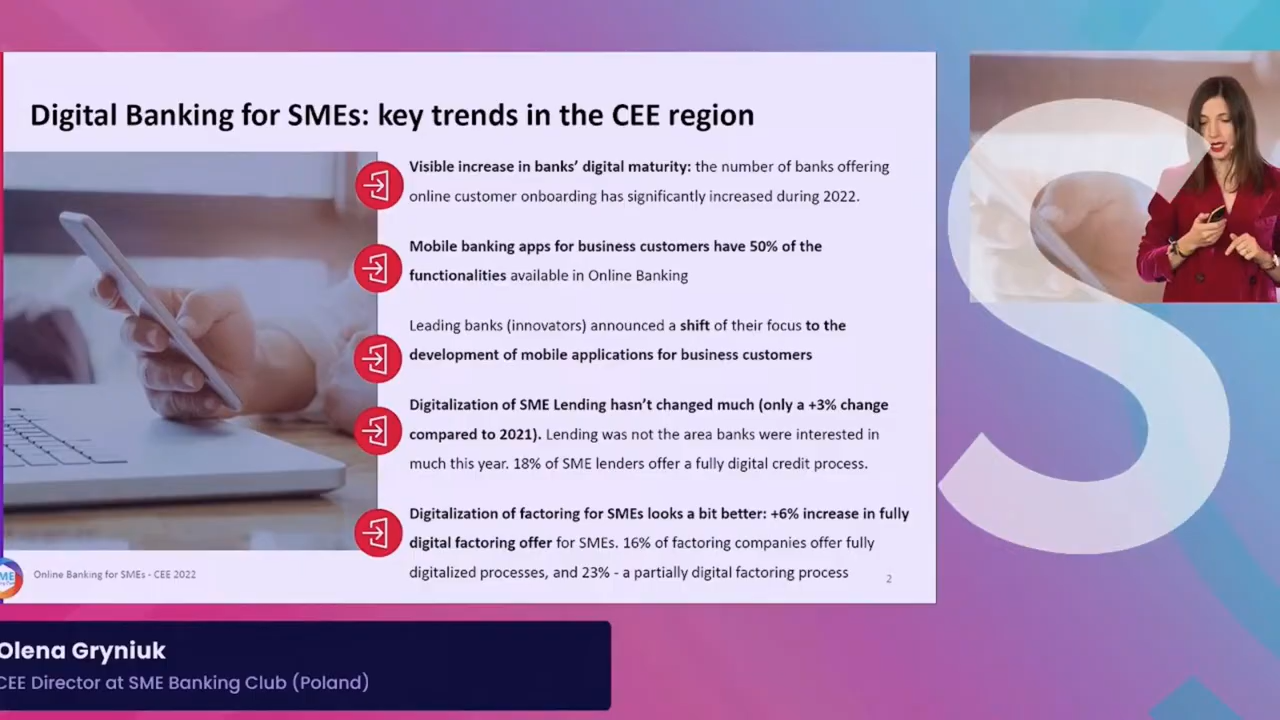 Digital Banking for SMEs: key trends in the CEE region
Visible increase in banks’ digital maturity: the number of banks offering
online customer onboarding has significantly increased during 2022.
Mobile banking apps for business customers have 50% of the
functionalities available in Online Banking
Leading banks (innovators) announced a shift of their focus to the
development of mobile applications for business customers
Digitalization of SME Lending hasn’t changed much (only a +3% change
compared to 2021). Lending was not the area banks were interested in
much this year. 18% of SME lenders offer a fully digital credit process.
Digitalization of factoring for SMEs looks a bit better: +6% increase in fully
digital factoring offer for SMEs. 16% of factoring companies offer fully
digitalized processes, and 23% - a partially digital factoring process
Online Banking for SMEs - CEE 2022
2
S
Olena Gryniuk
CEE Director at SME Banking Club (Poland)